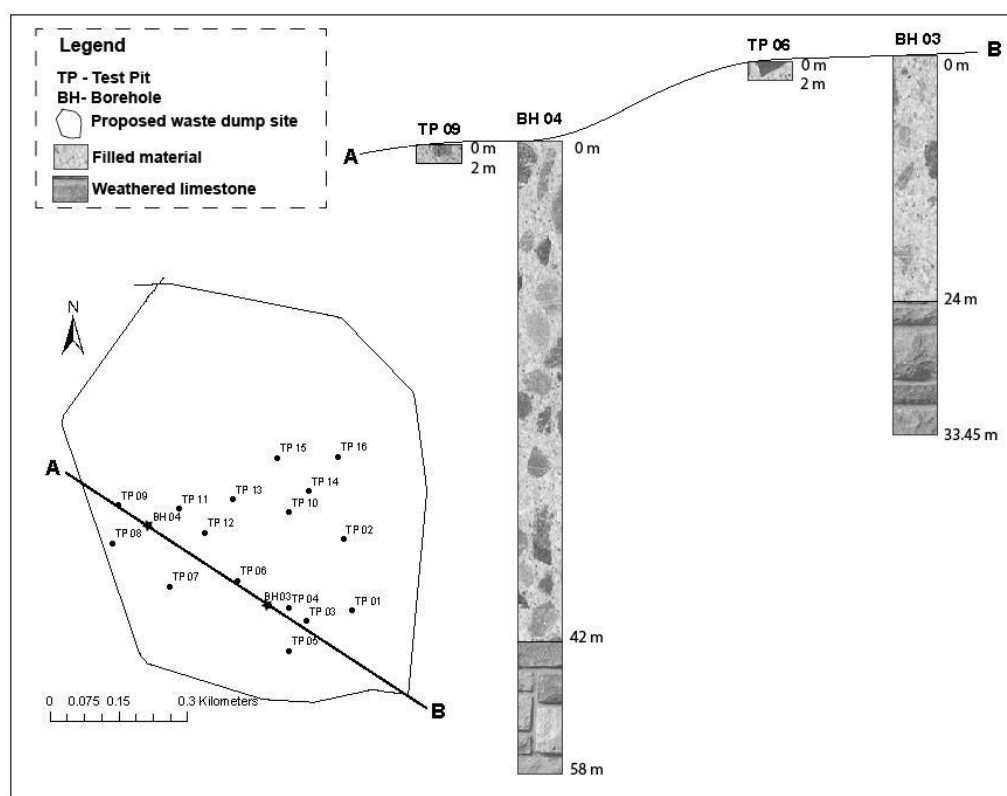 Legend
TP - Test Pit
BH- Borehole
Proposed waste dump site
Filled material
Weathered limestone
TP 09
BH 04
TP 06
BH 03
B
A
0 m
2 m
0 m
0 m
2 m
0 m
24 m
33.45 m
42 m
58 m
N
A
B
TP 15
TP 16
TP 14
TP 13
TP 10
TP 09
TP 11
BH 04
TP 12
TP 08
TP 02
TP 07
TP 06
BH 03
TP 04
TP 03
TP 01
TP 05
0 0.075 0.15 0.3 Kilometers